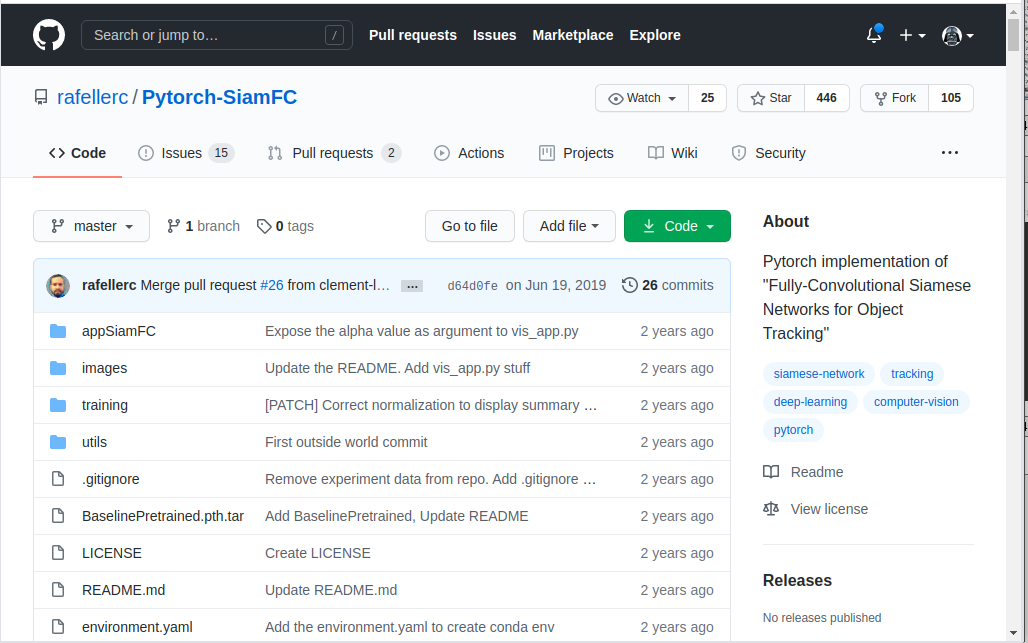 Search or jump to… / Pull requests Issues Marketplace Explore
rafellerc / Pytorch-SiamFC Watch 25 Star 446 Fork 105
Code Issues 15 Pull requests 2 Actions Projects Wiki Security ...
master 1 branch 0 tags Go to file Add file Code
rafellerc Merge pull request #26 from clement-l… ... d64d0fe on Jun 19, 2019 26 commits
appSiamFC Expose the alpha value as argument to vis_app.py 2 years ago
images Update the README. Add vis_app.py stuff 2 years ago
training [PATCH] Correct normalization to display summary … 2 years ago
utils First outside world commit 2 years ago
.gitignore Remove experiment data from repo. Add .gitignore … 2 years ago
BaselinePretrained.pth.tar Add BaselinePretrained, Update README 2 years ago
LICENSE Create LICENSE 2 years ago
README.md Update README.md 2 years ago
environment.yaml Add the environment.yaml to create conda env 2 years ago
About
Pytorch implementation of
"Fully-Convolutional Siamese
Networks for Object
Tracking"
siamese-network tracking
deep-learning computer-vision
pytorch
Readme
View license
Releases
No releases published